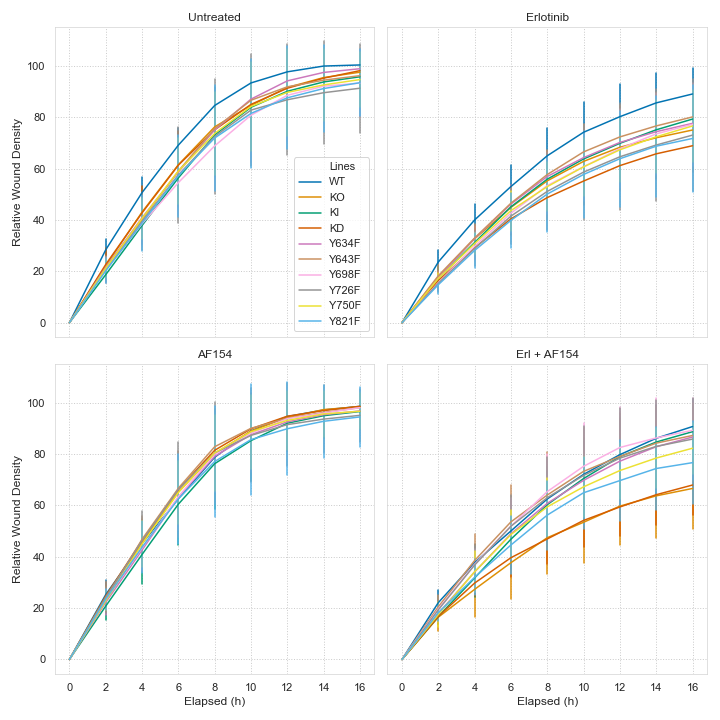 Untreated
Erlotinib
Relative Wound Density
100
80
60
40
20
0
Lines
WT
KO
KI
KD
Y634F
Y643F
Y698F
Y726F
Y750F
Y821F
AF154
Erl + AF154
Relative Wound Density
100
80
60
40
20
0
0 2 4 6 8 10 12 14 16
Elapsed (h)
0 2 4 6 8 10 12 14 16
Elapsed (h)